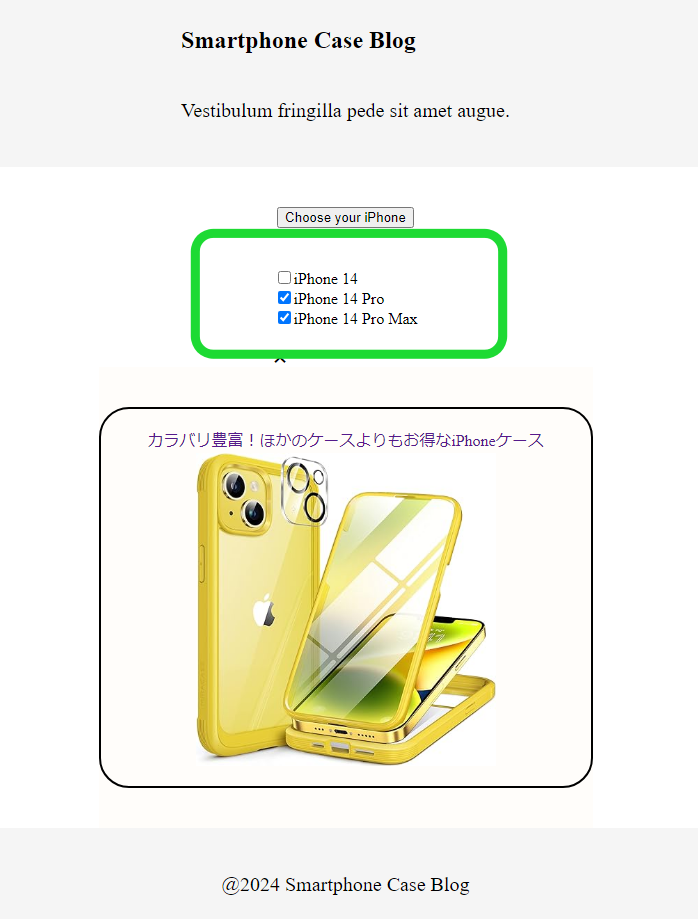 Smartphone Case Blog
Vestibulum fringilla pede sit amet augue.
Choose your iPhone
iPhone 14
iPhone 14 Pro
iPhone 14 Pro Max
カラバリ豊富！ほかのケースよりもお得なiPhoneケース
@2024 Smartphone Case Blog